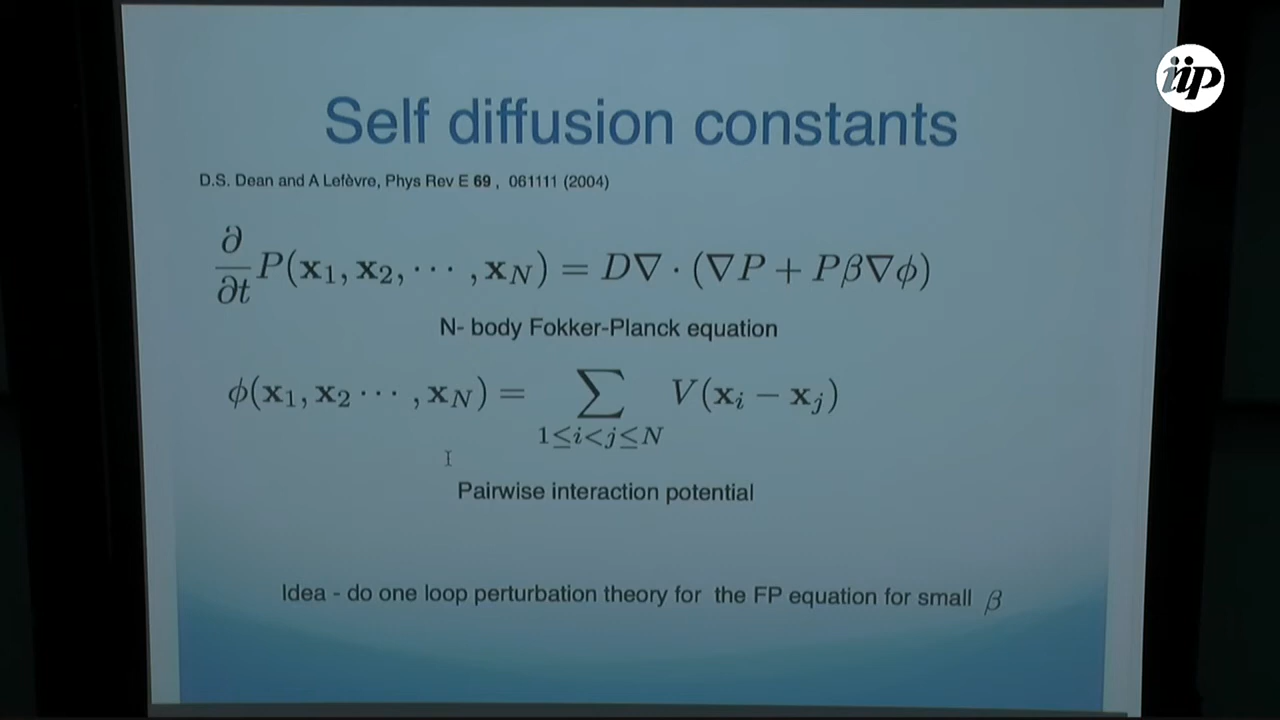 iip
Self diffusion constants
D.S. Dean and A Lefèvre, Phys Rev E 69 , 061111 (2004)
∂/∂t P(x₁, x₂, ⋯ , x_N) = D∇ · (∇P + Pβ∇ϕ)
N- body Fokker-Planck equation
ϕ(x₁, x₂ ⋯ , x_N) = ∑_{1≤i<j≤N} V(x_i − x_j)
Pairwise interaction potential
Idea - do one loop perturbation theory for the FP equation for small β